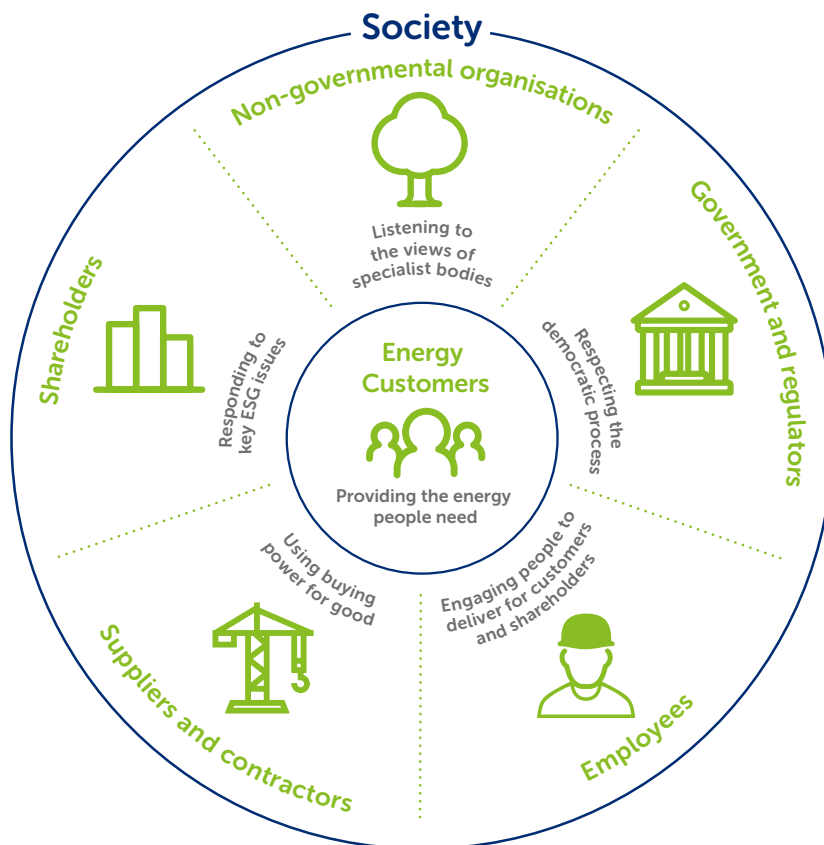 Society
Non-governmental organisations
Listening to
the views of
specialist bodies
Government and regulators
Respecting the
democratic process
Employees
Engaging people to
deliver for customers
and shareholders
Suppliers and contractors
Using buying
power for good
Shareholders
Responding to
key ESG issues
Energy
Customers
Providing the energy
people need